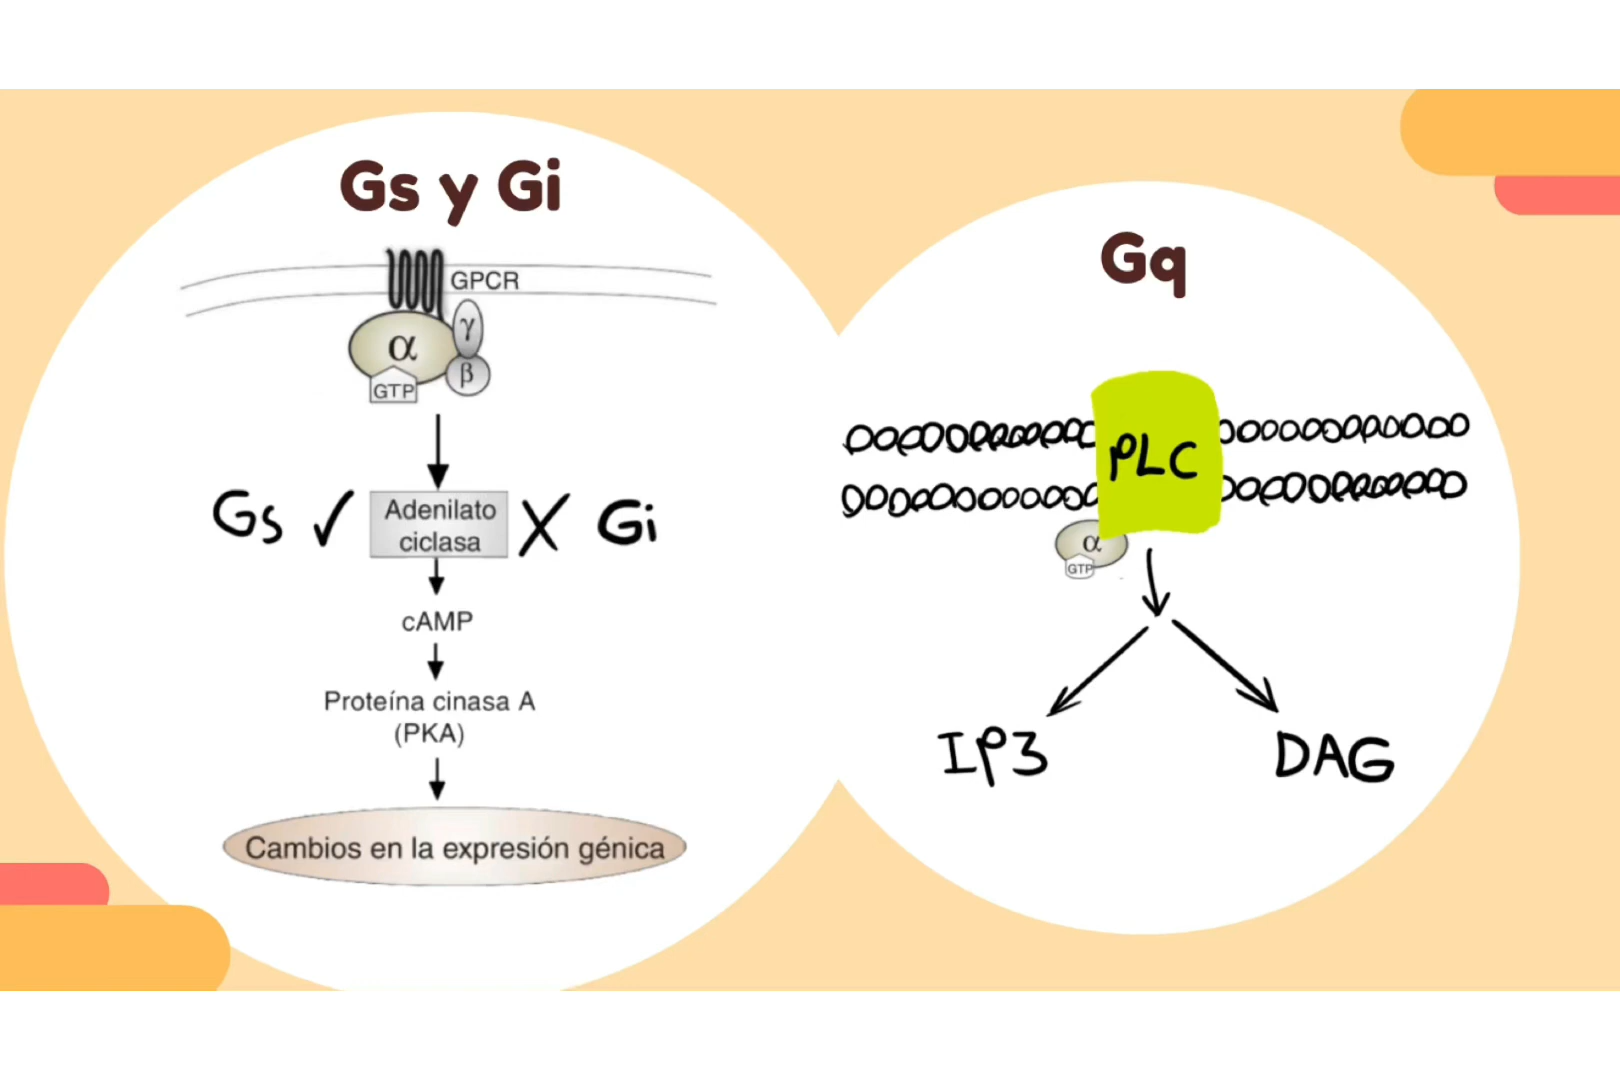 Gs y Gi
GPCR
α
γ
β
GTP
Gs ✓
Adenilato
ciclasa
X Gi
cAMP
Proteína cinasa A
(PKA)
Cambios en la expresión génica
Gq
PLC
α
GTP
IP3
DAG